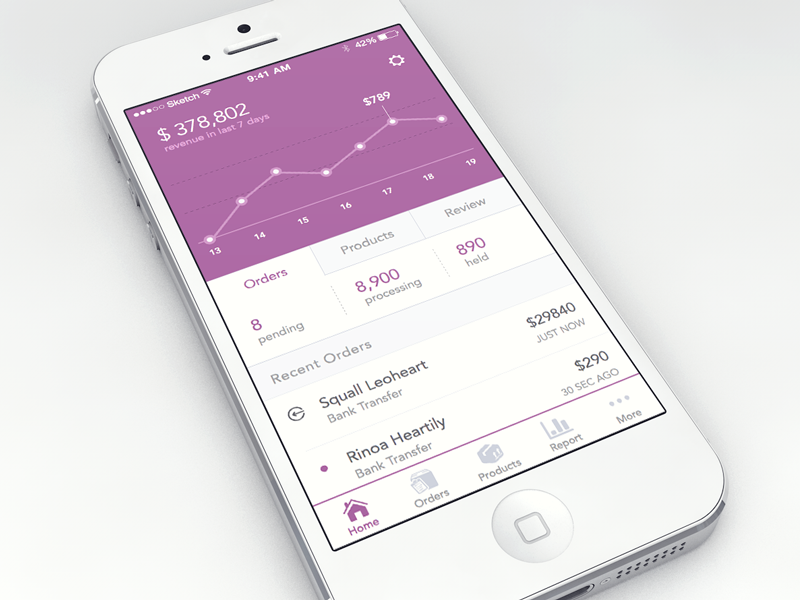 Sketch 9:41 AM 42%
$ 378,802
revenue in last 7 days
$789
13 14 15 16 17 18 19
Orders Products Review
8 8,900 890
pending processing held
Recent Orders
Squall Leoheart $29840
Bank Transfer JUST NOW
Rinoa Heartily $290
Bank Transfer 30 SEC AGO
Home Orders Products Report More